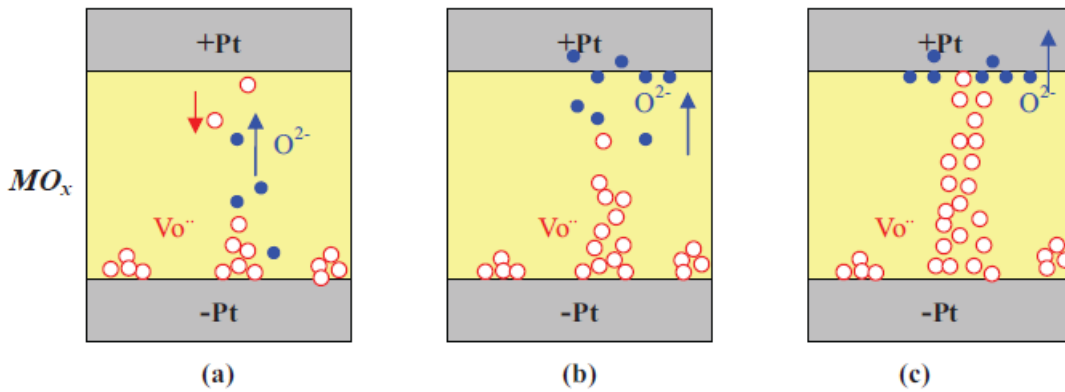 +Pt
O²⁻
MOₓ
Vo¨
-Pt
(a)
+Pt
O²⁻
Vo¨
-Pt
(b)
+Pt
O²⁻
Vo¨
-Pt
(c)